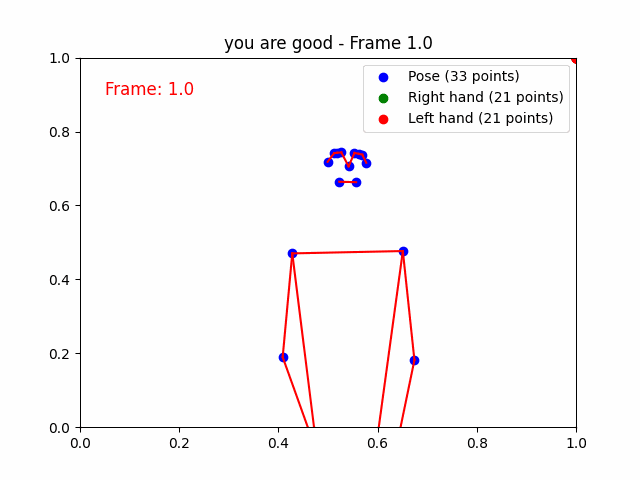 you are good - Frame 1.0
Frame: 1.0
Pose (33 points)
Right hand (21 points)
Left hand (21 points)
1.0
0.8
0.6
0.4
0.2
0.0
0.0 0.2 0.4 0.6 0.8 1.0